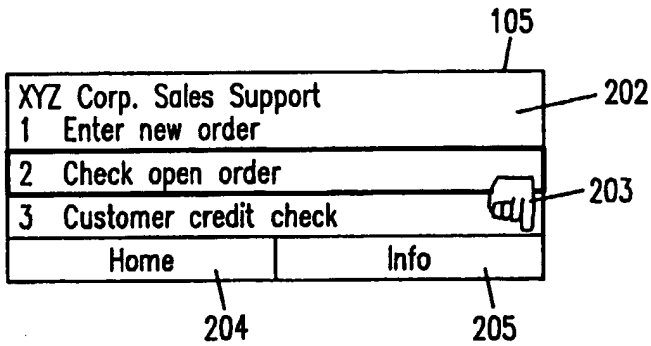 105
XYZ Corp. Sales Support
202
1 Enter new order
2 Check open order
203
3 Customer credit check
Home Info
204 205